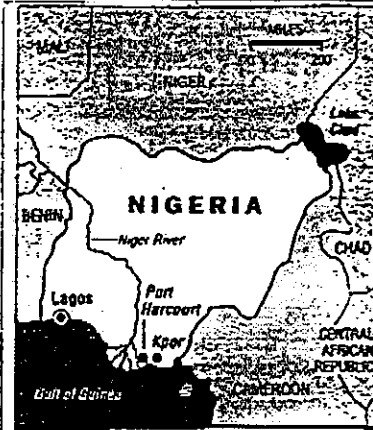 MALI
MILES
200
NIGER
Lake
Chad
NIGERIA
BENIN
Niger River
CHAD
Lagos
Port
Harcourt
Kpor
CENTRAL
AFRICAN
REPUBLIC
Gulf of Guinea
CAMEROON